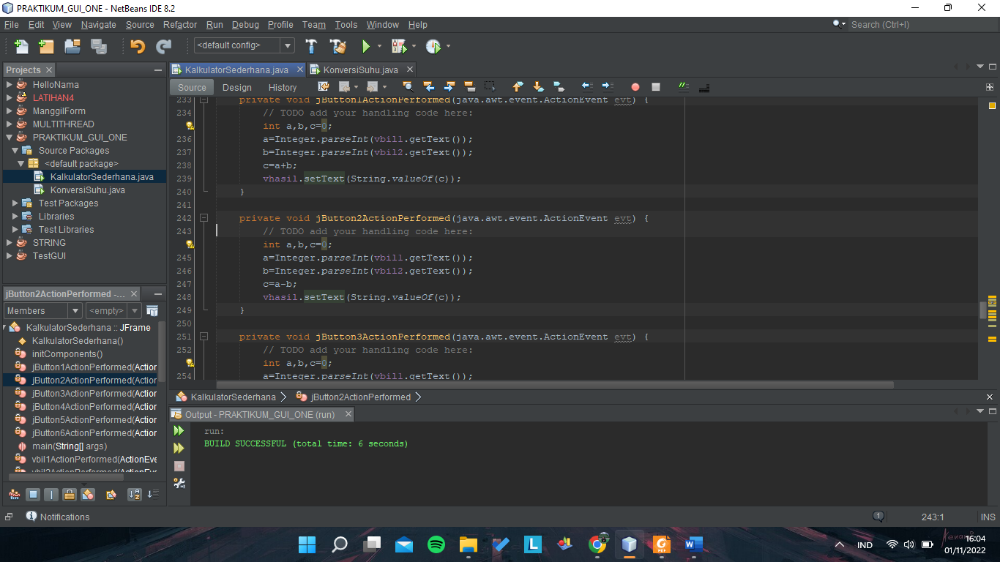 PRAKTIKUM_GUI_ONE - NetBeans IDE 8.2
File Edit View Navigate Source Refactor Run Debug Profile Team Tools Window Help
Search (Ctrl+I)
<default config>
Projects
HelloNama
LATIHAN4
ManggilForm
MULTITHREAD
PRAKTIKUM_GUI_ONE
Source Packages
<default package>
KalkulatorSederhana.java
KonversiSuhu.java
Test Packages
Libraries
Test Libraries
STRING
TestGUI
jButton2ActionPerformed -...
Members <empty>
KalkulatorSederhana :: JFrame
KalkulatorSederhana()
initComponents()
jButton1ActionPerformed(Action
jButton2ActionPerformed(Action
jButton3ActionPerformed(Action
jButton4ActionPerformed(Action
jButton5ActionPerformed(Action
jButton6ActionPerformed(Action
main(String[] args)
vbil1ActionPerformed(ActionEve
vbil2ActionPerformed(ActionEve
KalkulatorSederhana.java KonversiSuhu.java
Source Design History
233 private void jButton1ActionPerformed(java.awt.event.ActionEvent evt) {
234 // TODO add your handling code here:
int a,b,c=0;
236 a=Integer.parseInt(vbil1.getText());
237 b=Integer.parseInt(vbil2.getText());
238 c=a+b;
239 vhasil.setText(String.valueOf(c));
240 }
241
242 private void jButton2ActionPerformed(java.awt.event.ActionEvent evt) {
243 // TODO add your handling code here:
int a,b,c=0;
245 a=Integer.parseInt(vbil1.getText());
246 b=Integer.parseInt(vbil2.getText());
247 c=a-b;
248 vhasil.setText(String.valueOf(c));
249 }
250
251 private void jButton3ActionPerformed(java.awt.event.ActionEvent evt) {
252 // TODO add your handling code here:
int a,b,c=0;
254 a=Integer.parseInt(vbil1.getText());
KalkulatorSederhana jButton2ActionPerformed
Output - PRAKTIKUM_GUI_ONE (run)
run:
BUILD SUCCESSFUL (total time: 6 seconds)
Notifications
1
243:1 INS
IND
16:04
01/11/2022